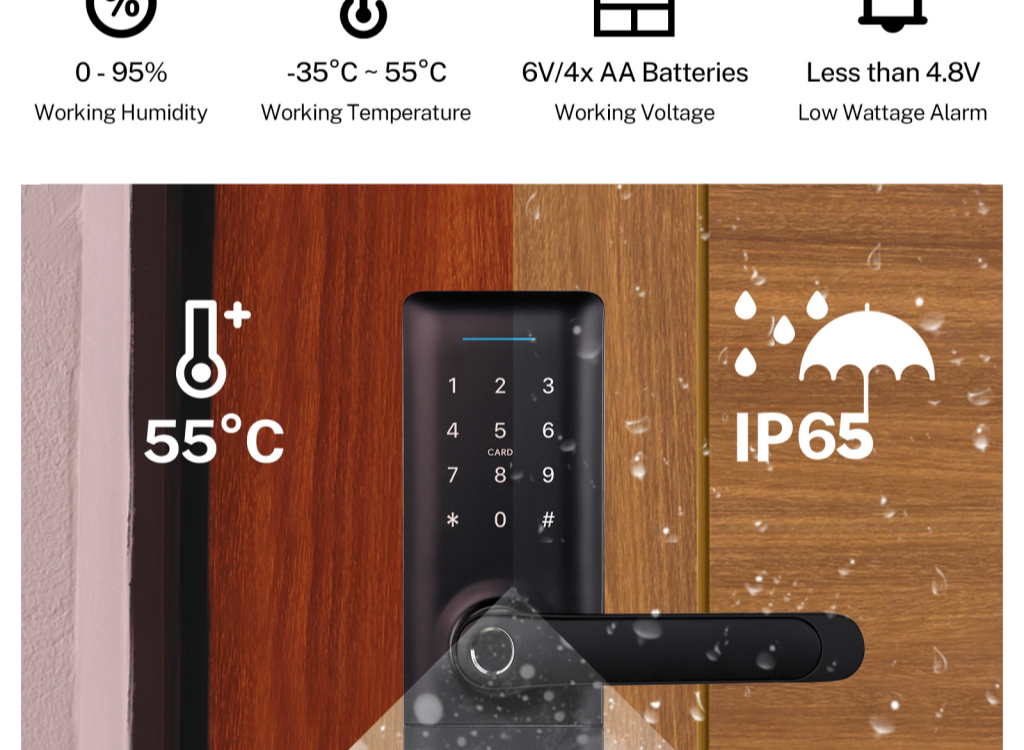 %
0 - 95%
Working Humidity
-35°C ~ 55°C
Working Temperature
6V/4x AA Batteries
Working Voltage
Less than 4.8V
Low Wattage Alarm
55°C
IP65
1 2 3
4 5 6
CARD
7 8 9
* 0 #